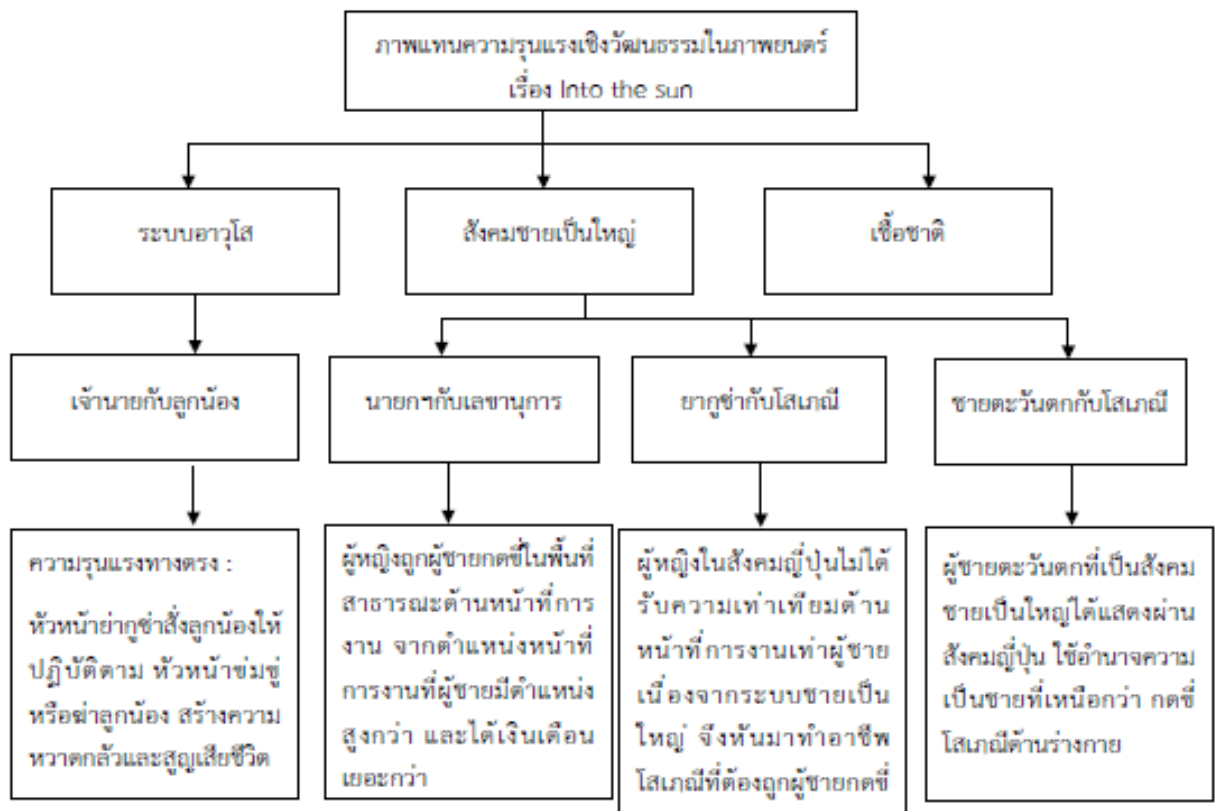 ภาพแทนความรุนแรงเชิงวัฒนธรรมในภาพยนตร์
เรื่อง Into the sun
ระบบอาวุโส
สังคมชายเป็นใหญ่
เชื้อชาติ
เจ้านายกับลูกน้อง
นายกฯกับเลขานุการ
ยากูซ่ากับโสเภณี
ชายตะวันตกกับโสเภณี
ความรุนแรงทางตรง :
หัวหน้าย่ากูซ่าสั่งลูกน้องให้
ปฏิบัติตาม หัวหน้าข่มขู่
หรือฆ่าลูกน้อง สร้างความ
หวาดกลัวและสูญเสียชีวิต
ผู้หญิงถูกผู้ชายกดขี่ในพื้นที่
สาธารณะด้านหน้าที่การ
งาน จากตำแหน่งหน้าที่
การงานที่ผู้ชายมีตำแหน่ง
สูงกว่า และได้เงินเดือน
เยอะกว่า
ผู้หญิงในสังคมญี่ปุ่นไม่ได้
รับความเท่าเทียมด้าน
หน้าที่การงานเท่าผู้ชาย
เนื่องจากระบบชายเป็น
ใหญ่ จึงหันมาทำอาชีพ
โสเภณีที่ต้องถูกผู้ชายกดขี่
ผู้ชายตะวันตกที่เป็นสังคม
ชายเป็นใหญ่ได้แสดงผ่าน
สังคมญี่ปุ่น ใช้อำนาจความ
เป็นชายที่เหนือกว่า กดขี่
โสเภณีด้านร่างกาย